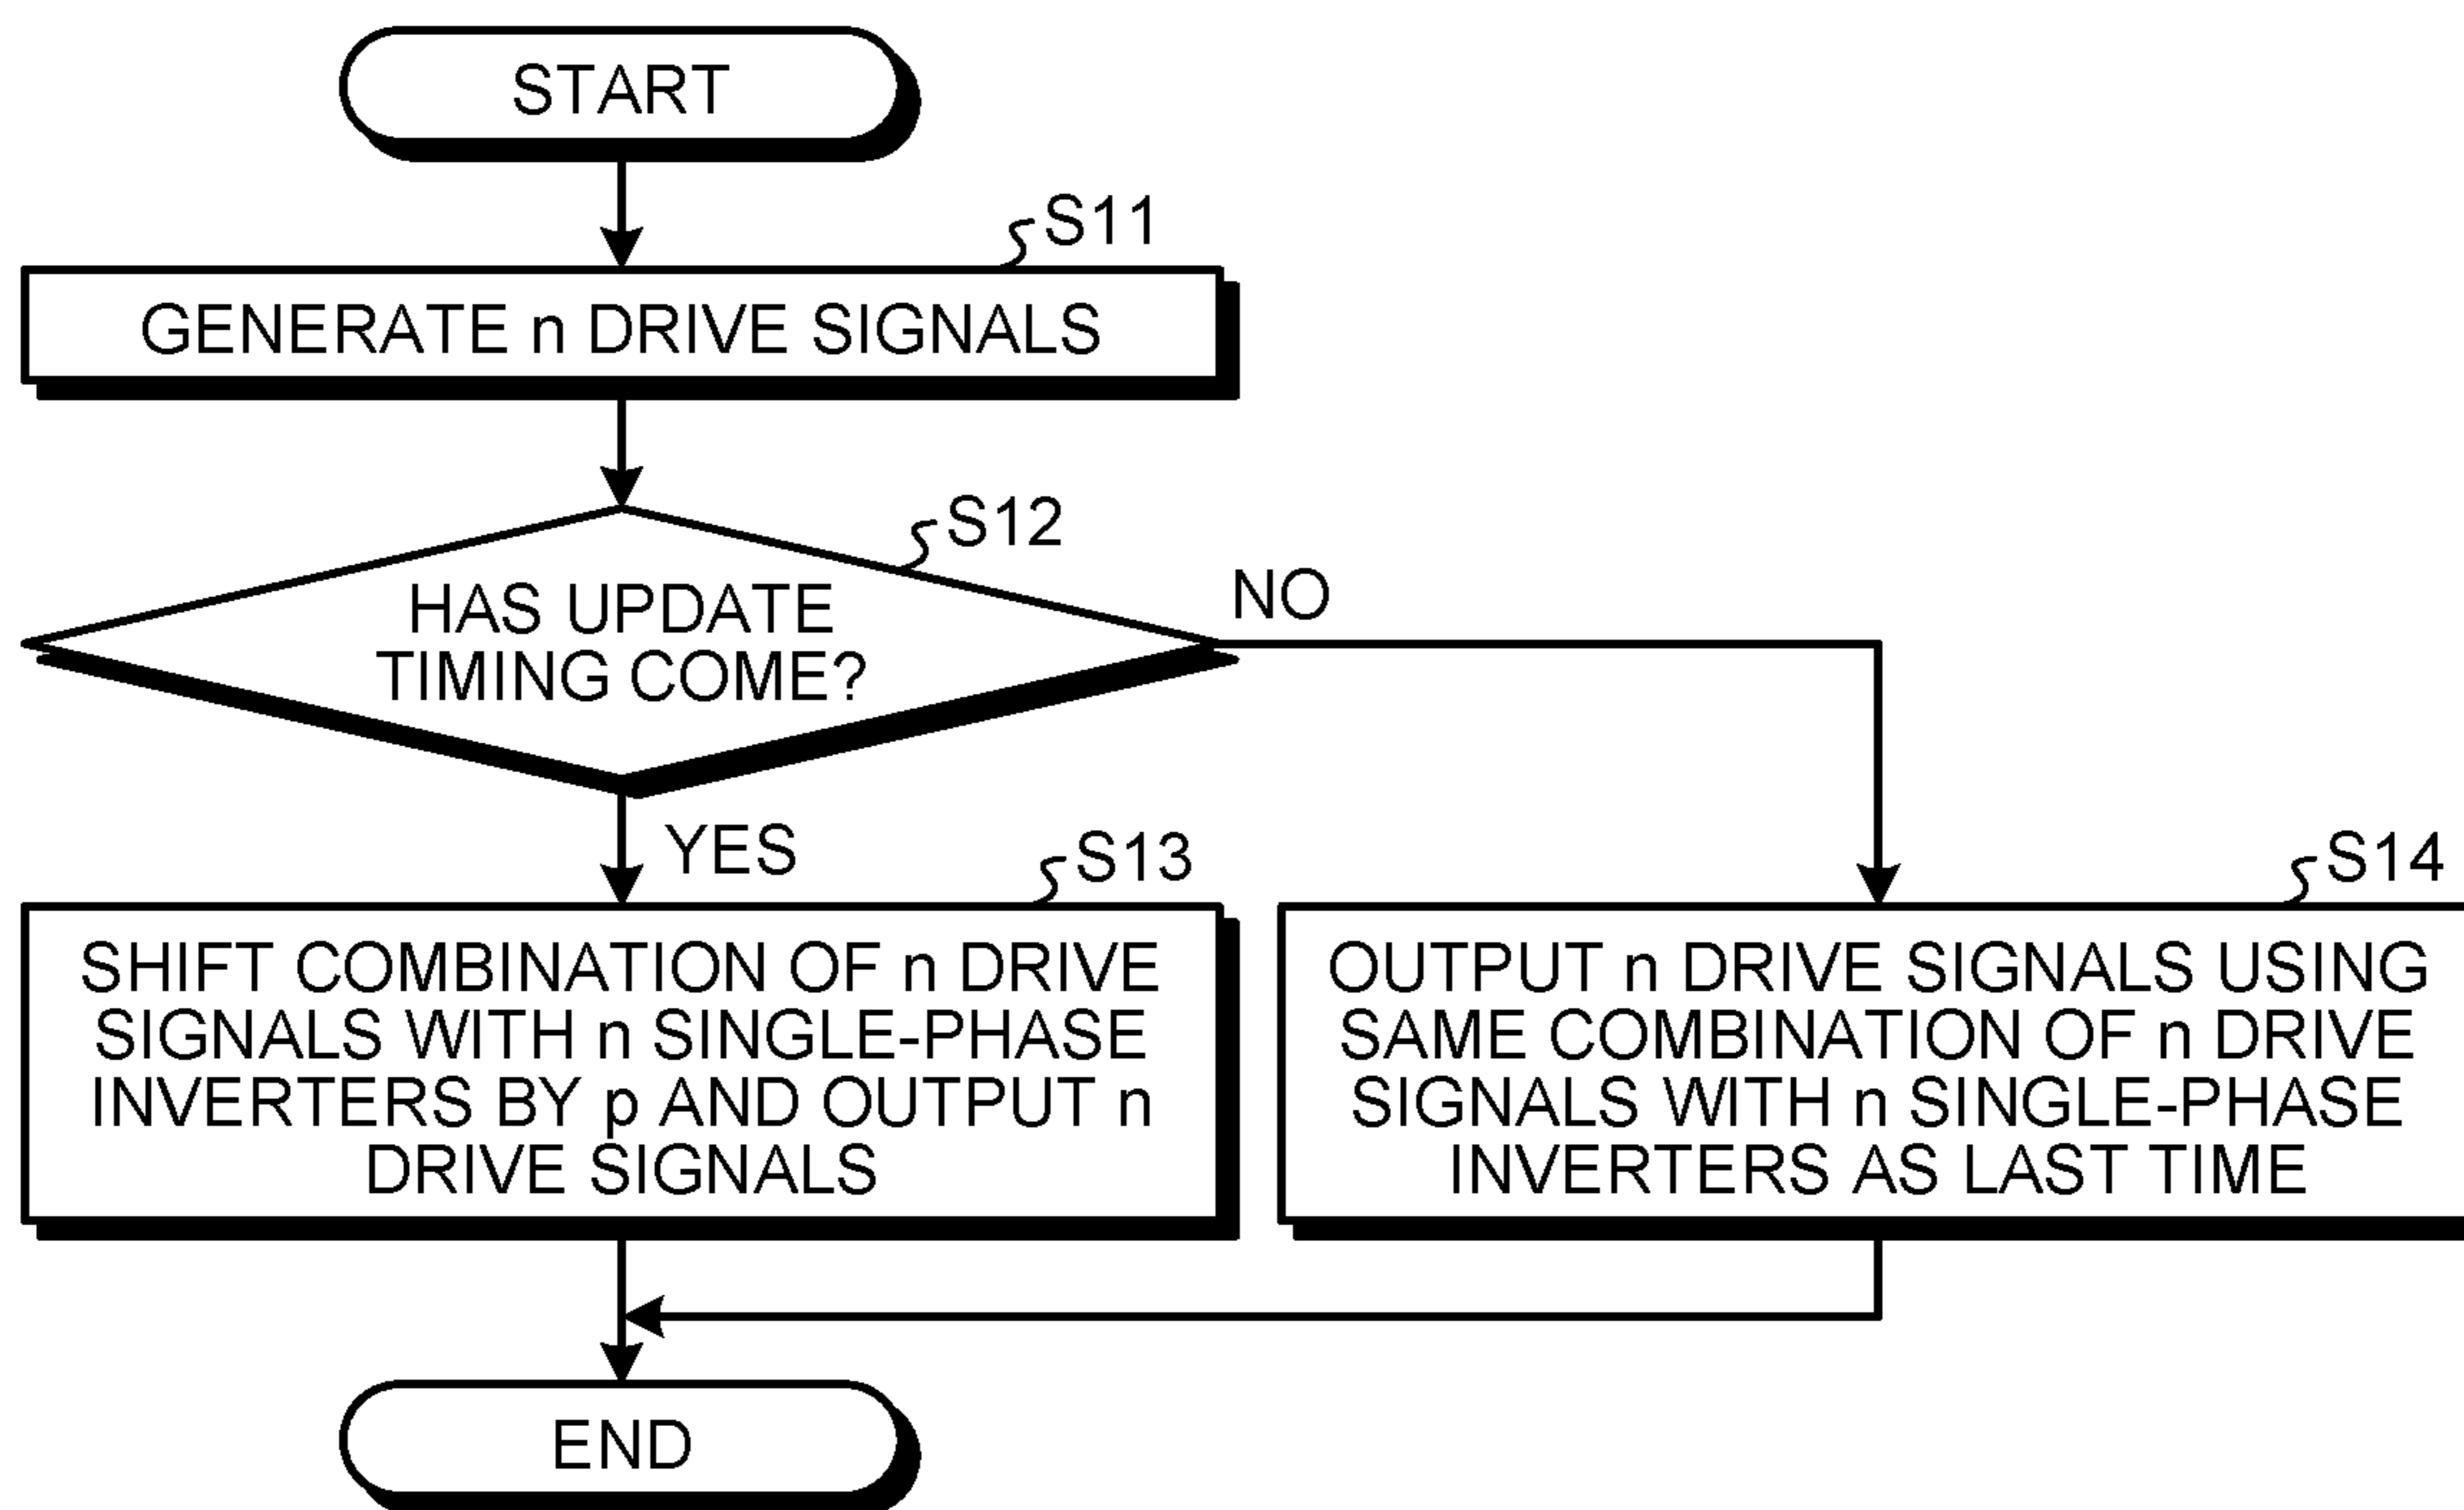 START
S11
GENERATE n DRIVE SIGNALS
S12
HAS UPDATE
TIMING COME?
NO
YES
S13
SHIFT COMBINATION OF n DRIVE
SIGNALS WITH n SINGLE-PHASE
INVERTERS BY p AND OUTPUT n
DRIVE SIGNALS
S14
OUTPUT n DRIVE SIGNALS USING
SAME COMBINATION OF n DRIVE
SIGNALS WITH n SINGLE-PHASE
INVERTERS AS LAST TIME
END